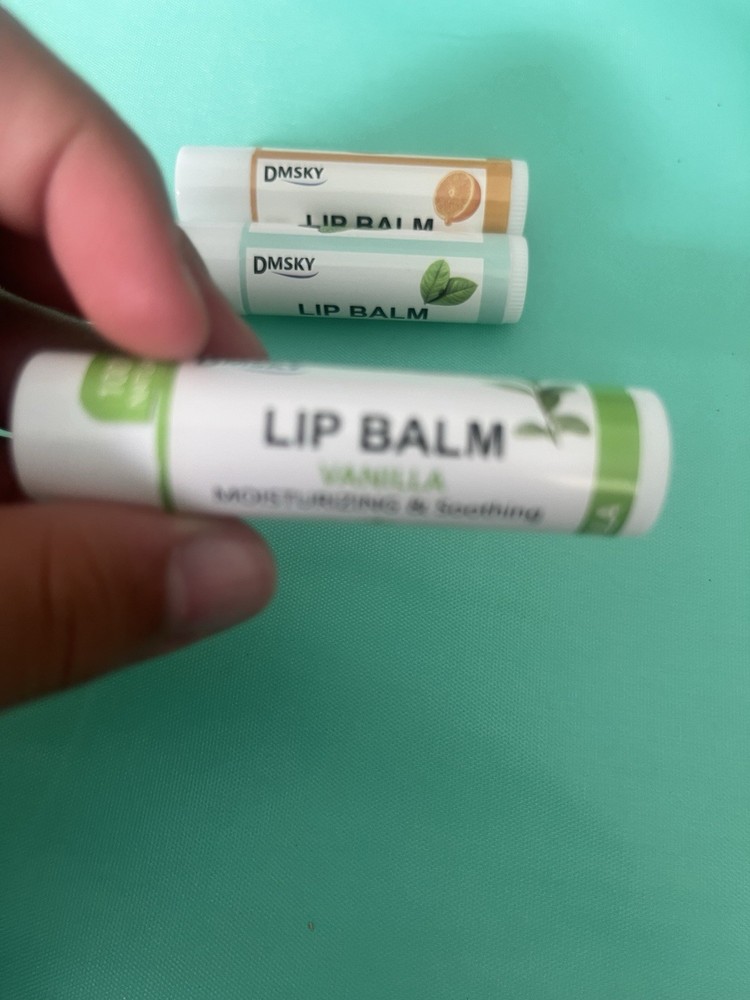 DMSKY
LIP BALM
DMSKY
LIP BALM
LIP BALM
VANILLA
MOISTURIZING & Soothing